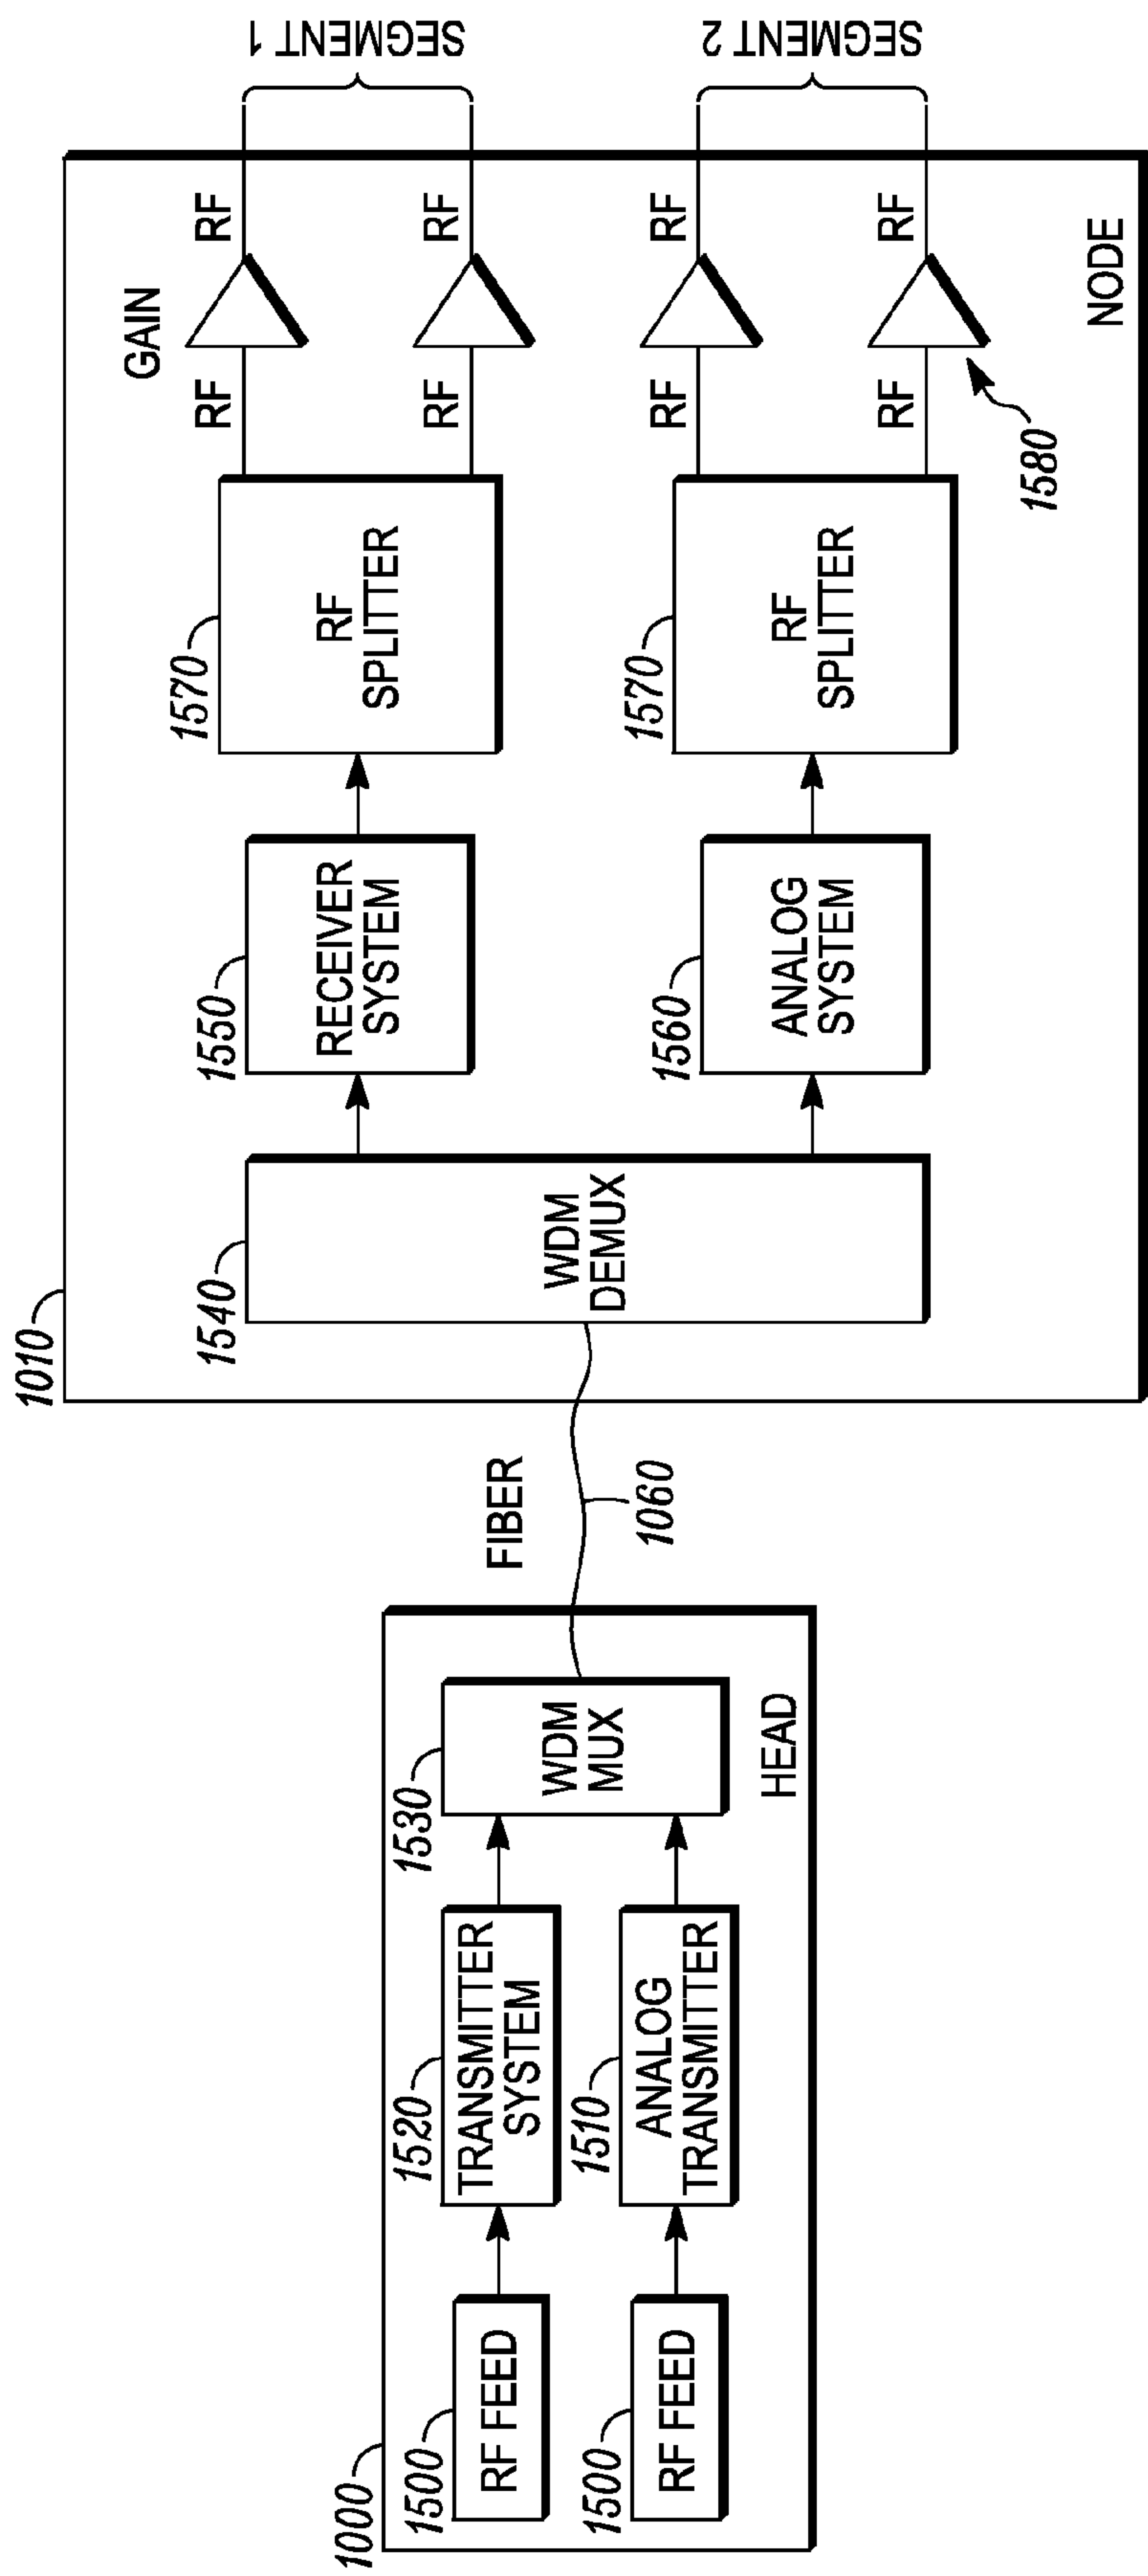 1000
1500
RF FEED
1500
RF FEED
1520
TRANSMITTER
SYSTEM
1510
ANALOG
TRANSMITTER
1530
WDM
MUX
HEAD
FIBER
1060
1010
1540
WDM
DEMUX
1550
RECEIVER
SYSTEM
1560
ANALOG
SYSTEM
1570
RF
SPLITTER
1570
RF
SPLITTER
GAIN
RF
RF
RF
RF
RF
RF
RF
RF
1580
NODE
SEGMENT 1
SEGMENT 2